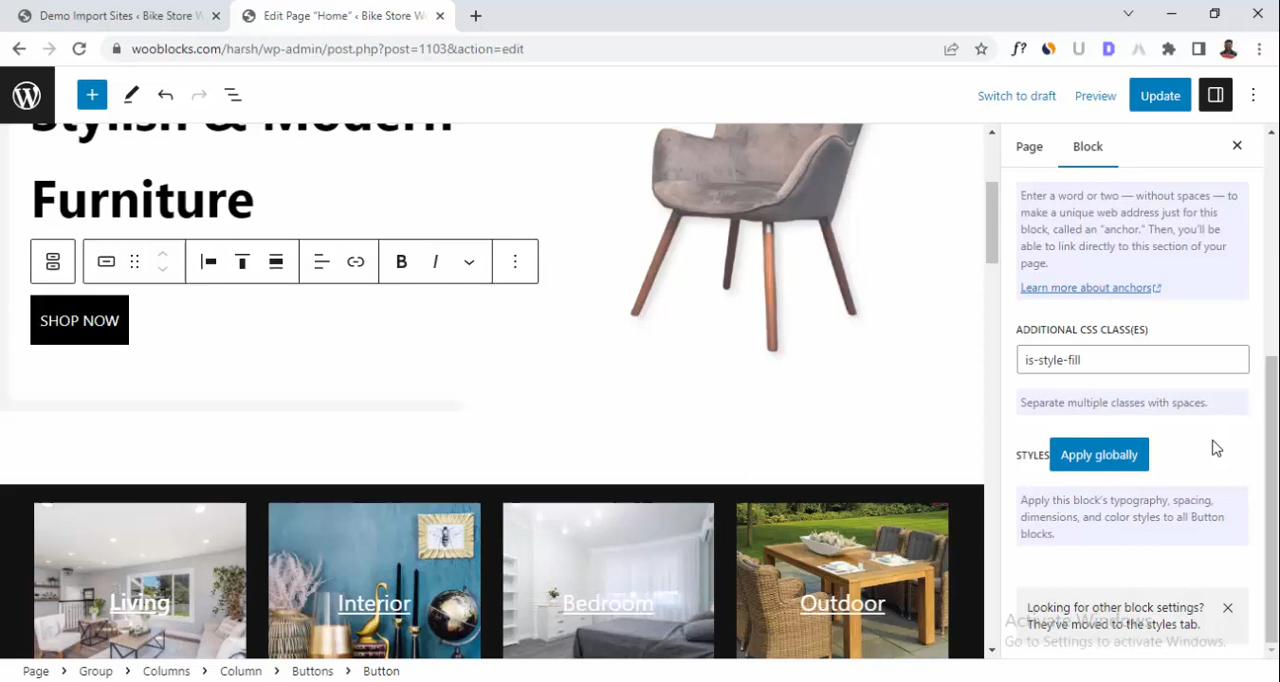 Demo Import Sites ‹ Bike Store W
Edit Page "Home" ‹ Bike Store Wo
wooblocks.com/harsh/wp-admin/post.php?post=1103&action=edit
f?
U
D
Switch to draft
Preview
Update
Stylish & Modern
Furniture
B
I
SHOP NOW
Living
Interior
Bedroom
Outdoor
Page
Block
Enter a word or two — without spaces — to
make a unique web address just for this
block, called an "anchor." Then, you'll be
able to link directly to this section of your
page.
Learn more about anchors
ADDITIONAL CSS CLASS(ES)
is-style-fill
Separate multiple classes with spaces.
STYLES
Apply globally
Apply this block's typography, spacing,
dimensions, and color styles to all Button
blocks.
Looking for other block settings?
They've moved to the styles tab.
Activate Windows
Go to Settings to activate Windows.
Page > Group > Columns > Column > Buttons > Button